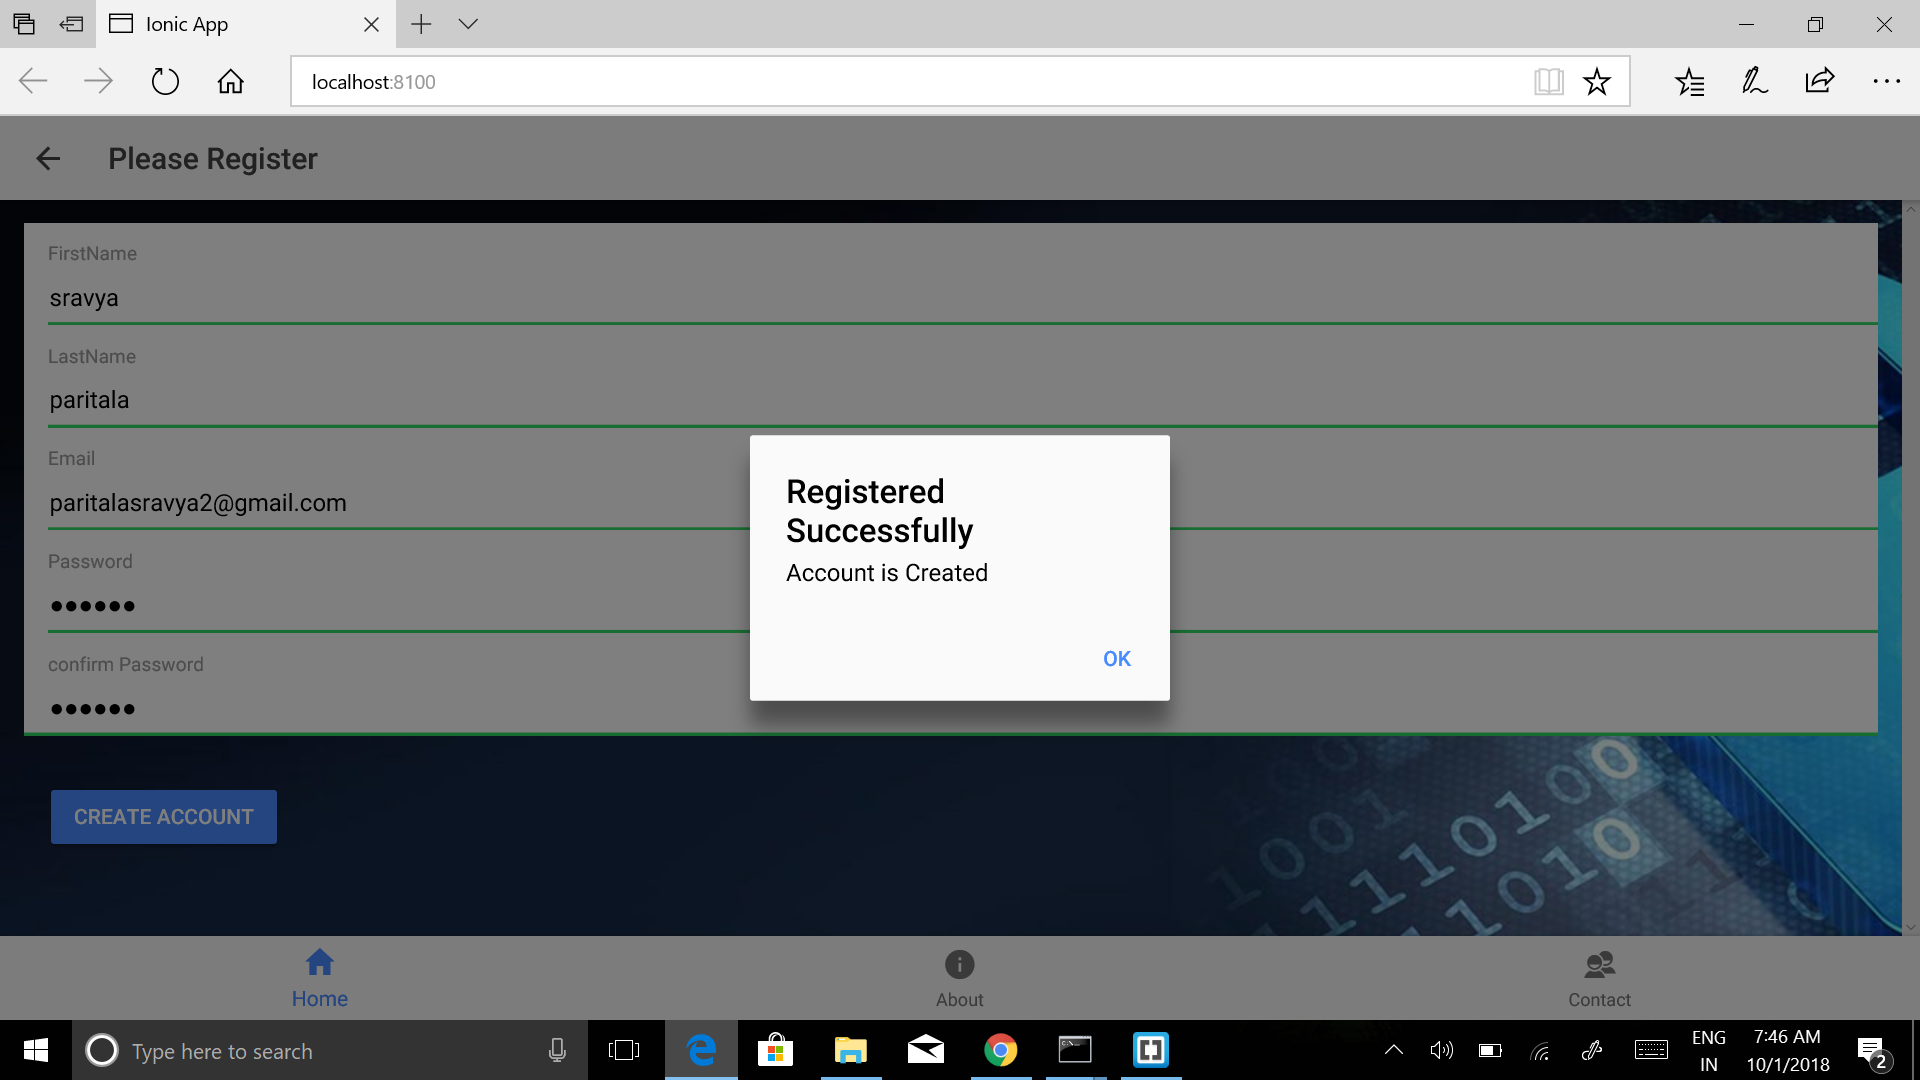 Ionic App
localhost:8100
Please Register
FirstName
sravya
LastName
paritala
Email
paritalasravya2@gmail.com
Password
●●●●●●
confirm Password
●●●●●●
Registered
Successfully
Account is Created
OK
CREATE ACCOUNT
Home
About
Contact
Type here to search
ENG
IN
7:46 AM
10/1/2018
2